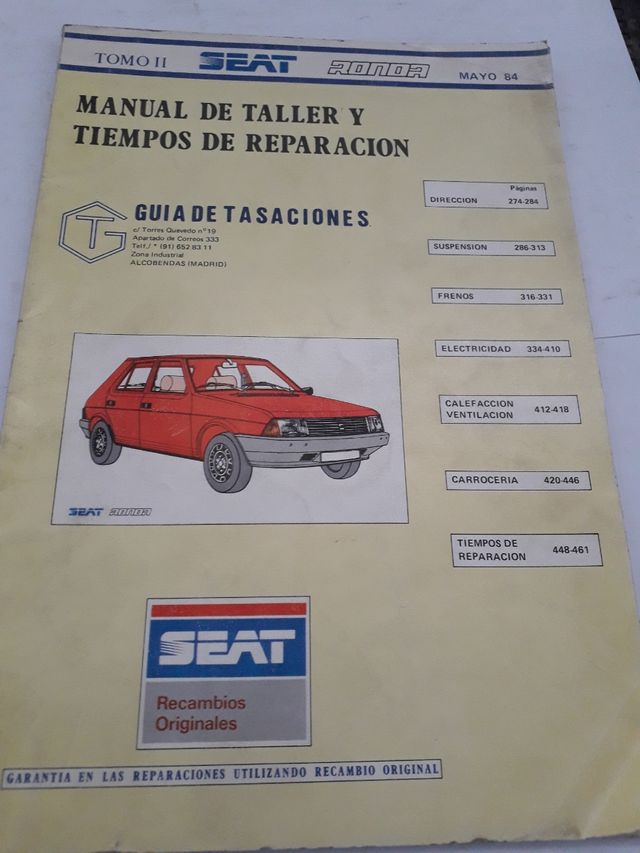 TOMO II SEAT RONDA MAYO 84
MANUAL DE TALLER Y
TIEMPOS DE REPARACION
GUIA DE TASACIONES
c/ Torres Quevedo nº 19
Apartado de Correos 333
Telf./ * (91) 652 83 11
Zona Industrial
ALCOBENDAS (MADRID)
Páginas
DIRECCION 274-284
SUSPENSION 286-313
FRENOS 316-331
ELECTRICIDAD 334-410
CALEFACCION
VENTILACION 412-418
CARROCERIA 420-446
TIEMPOS DE
REPARACION 448-461
SEAT RONDA
SEAT
Recambios
Originales
GARANTIA EN LAS REPARACIONES UTILIZANDO RECAMBIO ORIGINAL